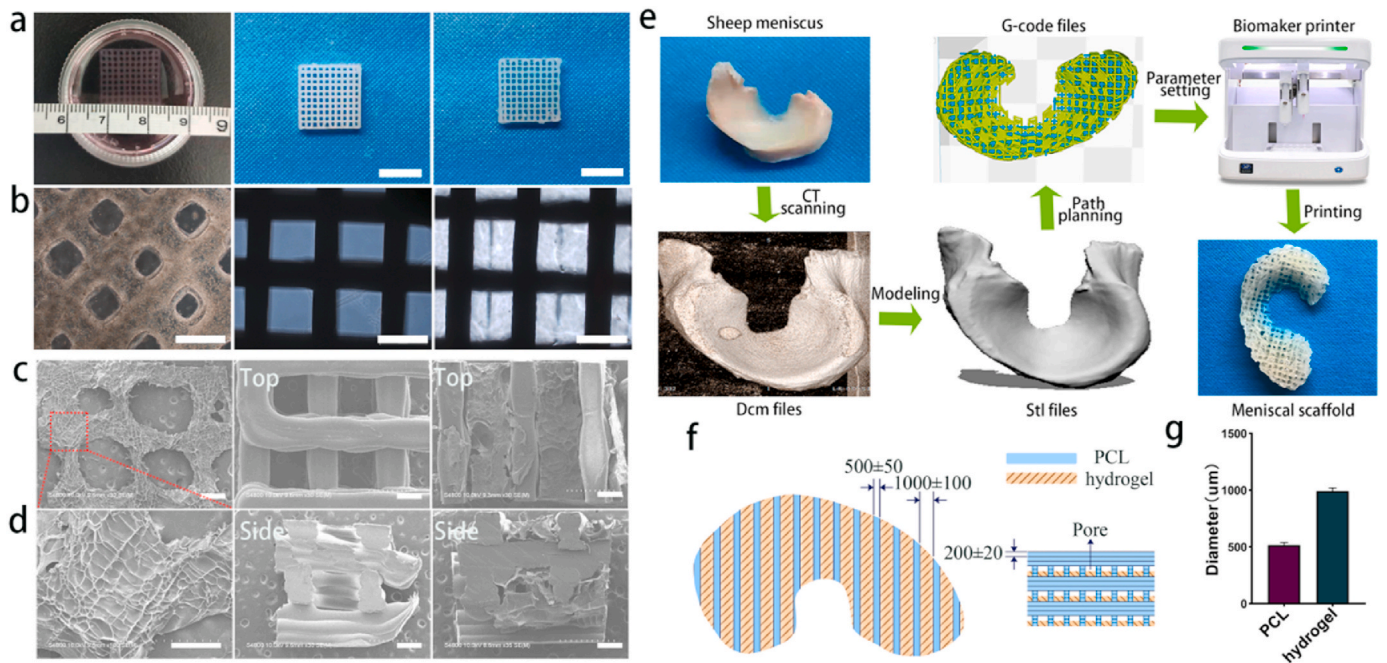 a
6 7 8 9 9
b
c
Top
Top
d
Side
Side
e
Sheep meniscus
G-code files
Biomaker printer
Parameter
setting
CT
scanning
Path
planning
Printing
Modeling
Dcm files
Stl files
Meniscal scaffold
f
500±50
1000±100
PCL
hydrogel
200±20
Pore
g
1500
1000
500
0
Diameter(um)
PCL
hydrogel